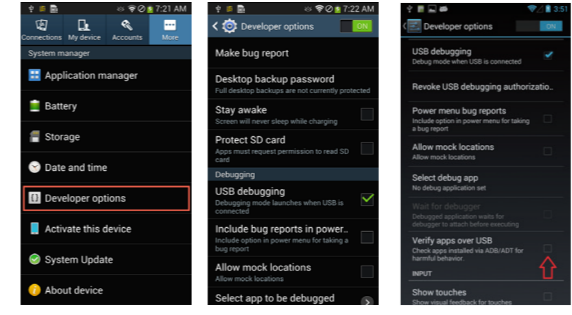 7:21 AM
Connections My device Accounts More
System manager
Application manager
Battery
Storage
Date and time
Developer options
Activate this device
System Update
About device
7:22 AM
Developer options ON
Make bug report
Desktop backup password
Full desktop backups are not currently protected
Stay awake
Screen will never sleep while charging
Protect SD card
Apps must request permission to read SD
card
Debugging
USB debugging
Debugging mode launches when USB is
connected
Include bug reports in power..
Include option in power menu for taking a
bug report
Allow mock locations
Allow mock locations
Select app to be debugged
3:51
Developer options ON
USB debugging
Debug mode when USB is connected
Revoke USB debugging authorizatio..
Power menu bug reports
Include option in power menu for taking
a bug report
Allow mock locations
Allow mock locations
Select debug app
No debug application set
Wait for debugger
Debugged application waits for
debugger to attach before executing
Verify apps over USB
Check apps installed via ADB/ADT for
harmful behavior.
INPUT
Show touches
Show visual feedback for touches